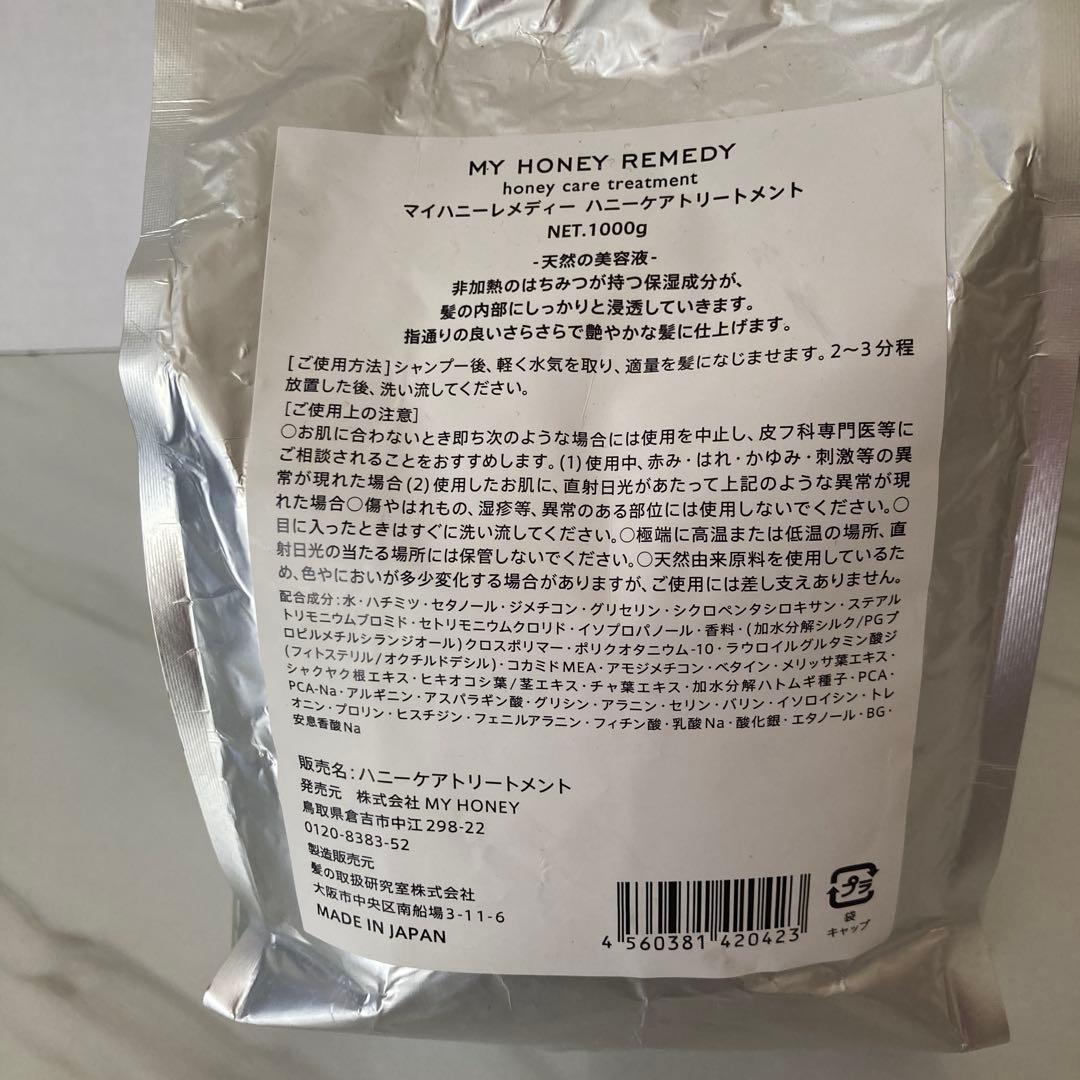 MY HONEY REMEDY
honey care treatment
マイハニーレメディー ハニーケアトリートメント
NET.1000g
-天然の美容液-
非加熱のはちみつが持つ保湿成分が、
髪の内部にしっかりと浸透していきます。
指通りの良いさらさらで艶やかな髪に仕上げます。
[ご使用方法]シャンプー後、軽く水気を取り、適量を髪になじませます。2〜3分程
放置した後、洗い流してください。
[ご使用上の注意]
○お肌に合わないとき即ち次のような場合には使用を中止し、皮フ科専門医等に
ご相談されることをおすすめします。(1)使用中、赤み・はれ・かゆみ・刺激等の異
常が現れた場合(2)使用したお肌に、直射日光があたって上記のような異常が現
れた場合○傷やはれもの、湿疹等、異常のある部位には使用しないでください。○
目に入ったときはすぐに洗い流してください。○極端に高温または低温の場所、直
射日光の当たる場所には保管しないでください。○天然由来原料を使用しているた
め、色やにおいが多少変化する場合がありますが、ご使用には差し支えありません。
配合成分:水・ハチミツ・セタノール・ジメチコン・グリセリン・シクロペンタシロキサン・ステアル
トリモニウムブロミド・セトリモニウムクロリド・イソプロパノール・香料・(加水分解シルク/PGプ
ロピルメチルシランジオール)クロスポリマー・ポリクオタニウム-10・ラウロイルグルタミン酸ジ
(フィトステリル/オクチルドデシル)・コカミドMEA・アモジメチコン・ベタイン・メリッサ葉エキス・
シャクヤク根エキス・ヒキオコシ葉/茎エキス・チャ葉エキス・加水分解ハトムギ種子・PCA・
PCA-Na・アルギニン・アスパラギン酸・グリシン・アラニン・セリン・バリン・イソロイシン・トレ
オニン・プロリン・ヒスチジン・フェニルアラニン・フィチン酸・乳酸Na・酸化銀・エタノール・BG・
安息香酸Na
販売名:ハニーケアトリートメント
発売元 株式会社 MY HONEY
鳥取県倉吉市中江298-22
0120-8383-52
製造販売元
髪の取扱研究室株式会社
大阪市中央区南船場3-11-6
MADE IN JAPAN
4 560381 420423
プラ
袋
キャップ